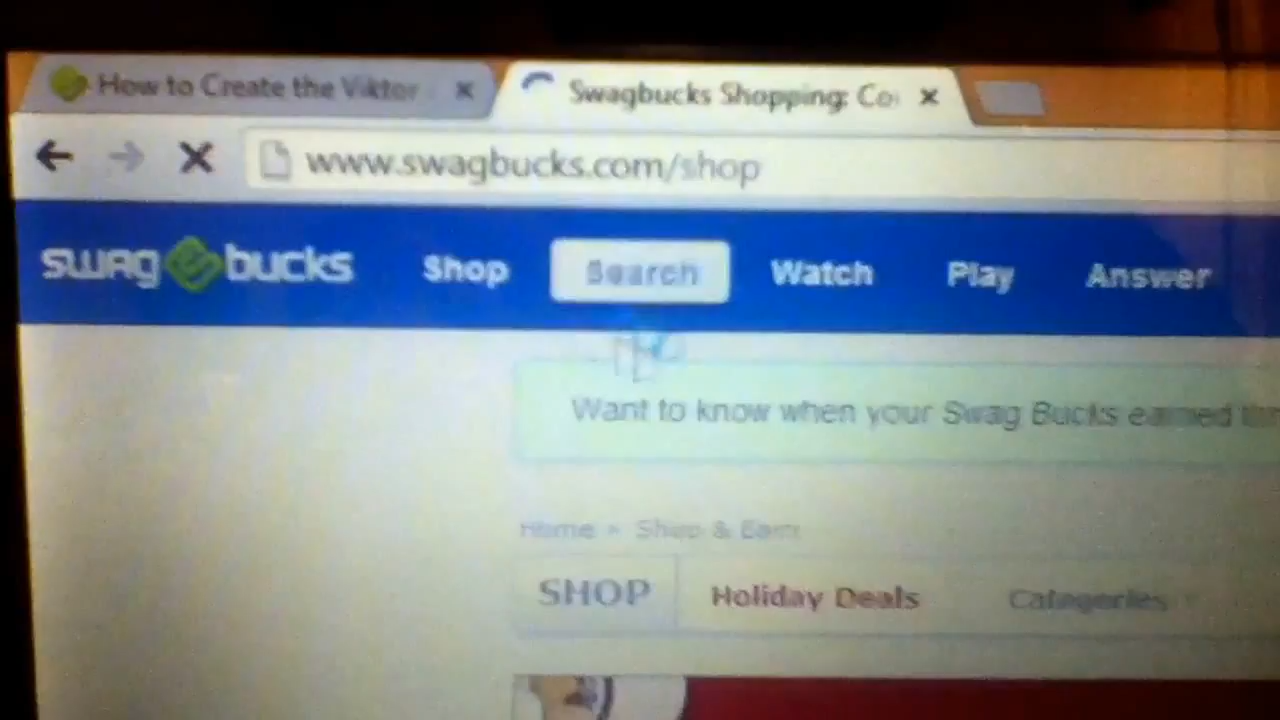 How to Create the Viktor
Swagbucks Shopping: Co
www.swagbucks.com/shop
swagbucks Shop Search Watch Play Answer
Want to know when your Swag Bucks earned
Home » Shop & Earn
SHOP Holiday Deals Categories